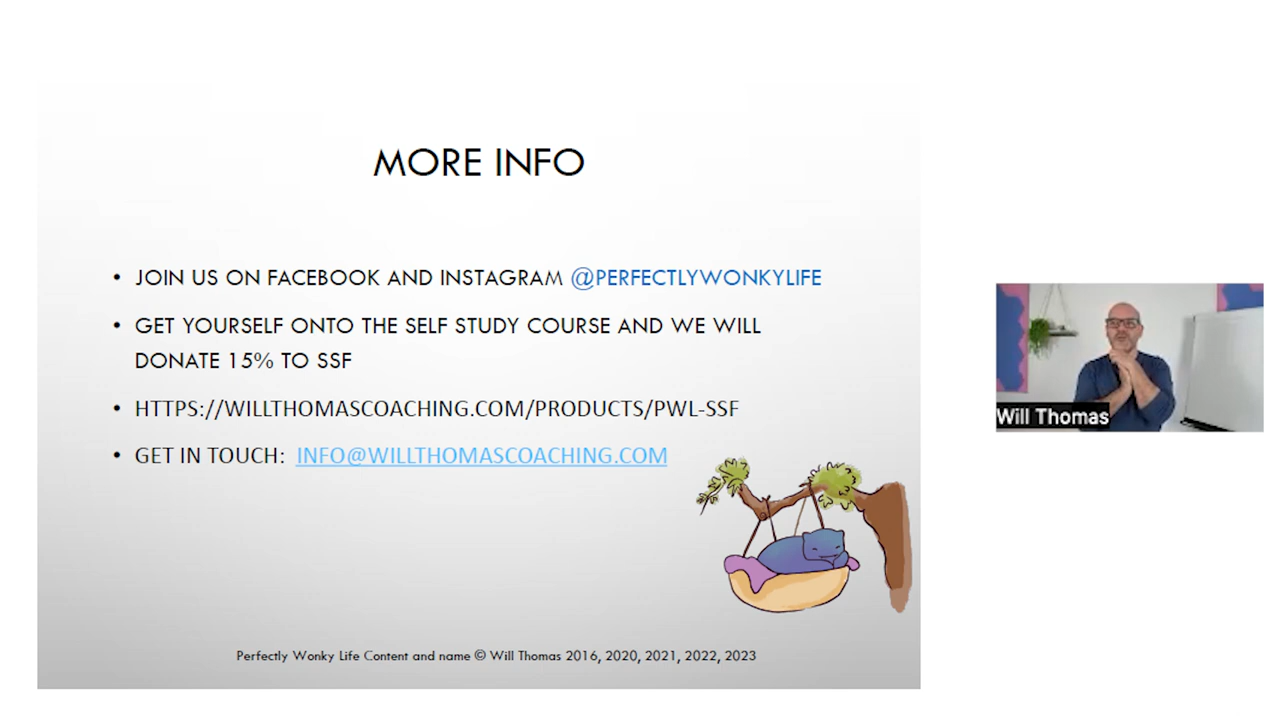 MORE INFO
• JOIN US ON FACEBOOK AND INSTAGRAM @PERFECTLYWONKYLIFE
• GET YOURSELF ONTO THE SELF STUDY COURSE AND WE WILL
DONATE 15% TO SSF
• HTTPS://WILLTHOMASCOACHING.COM/PRODUCTS/PWL-SSF
• GET IN TOUCH: INFO@WILLTHOMASCOACHING.COM
Perfectly Wonky Life Content and name © Will Thomas 2016, 2020, 2021, 2022, 2023
Will Thomas